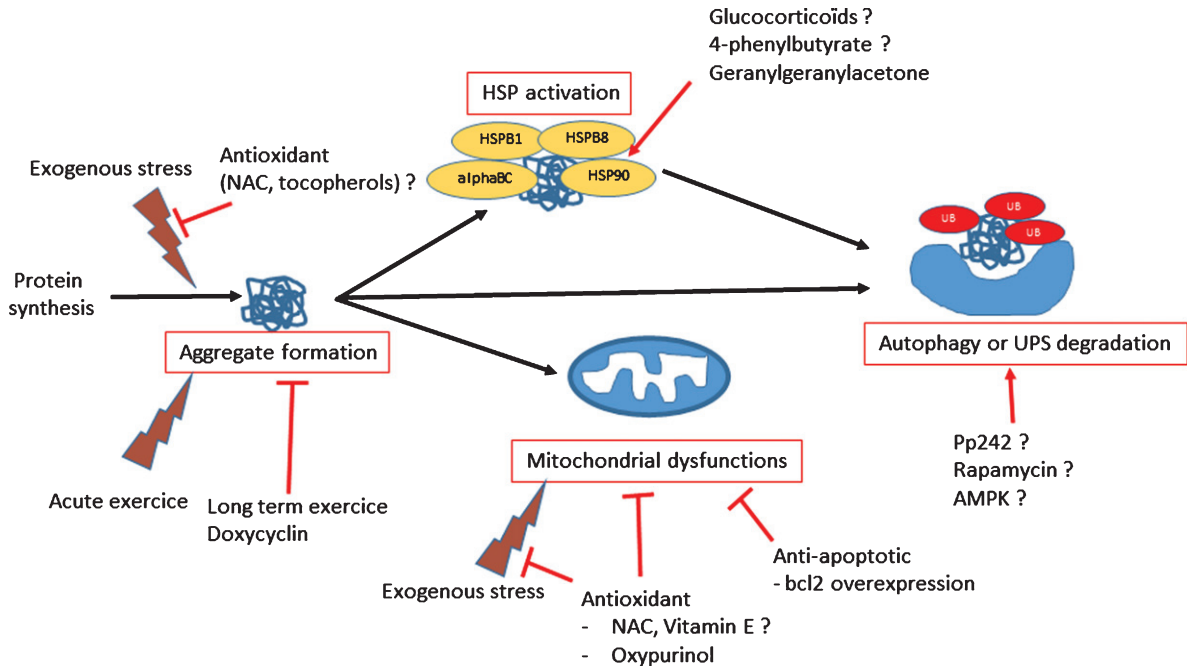 Glucocorticoïds ?
4-phenylbutyrate ?
Geranylgeranylacetone
HSP activation
HSPB1
HSPB8
alphaBC
HSP90
Exogenous stress
Antioxidant
(NAC, tocopherols) ?
UB
UB
UB
Protein
synthesis
Aggregate formation
Autophagy or UPS degradation
Acute exercice
Long term exercice
Doxycyclin
Mitochondrial dysfunctions
Pp242 ?
Rapamycin ?
AMPK ?
Exogenous stress
Antioxidant
- NAC, Vitamin E ?
- Oxypurinol
Anti-apoptotic
- bcl2 overexpression